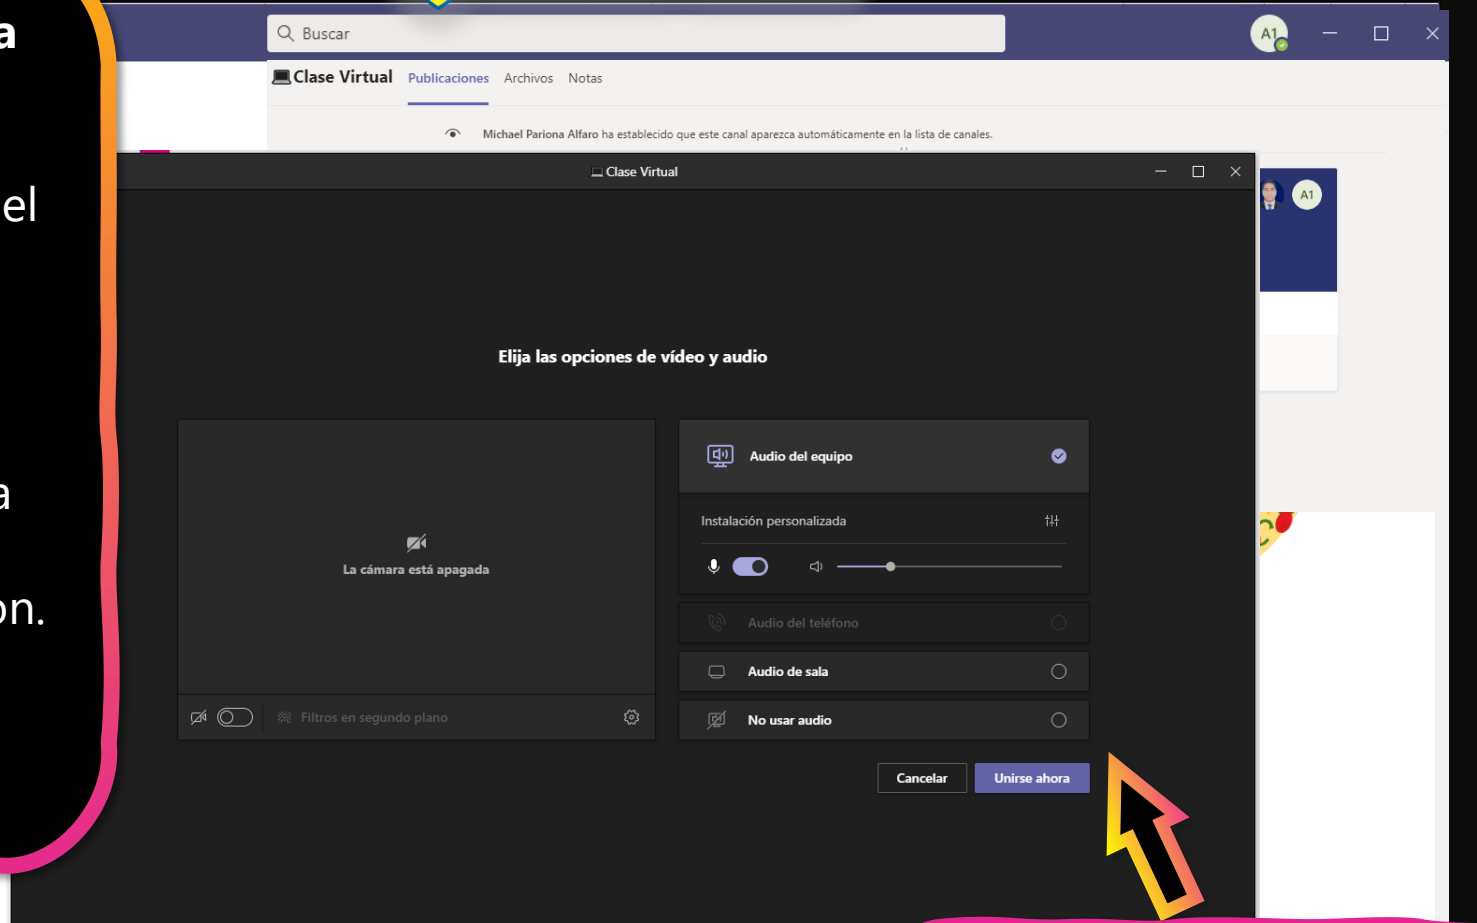 a
el
a
on.
Buscar
A1
Clase Virtual Publicaciones Archivos Notas
Michael Pariona Alfaro ha establecido que este canal aparezca automáticamente en la lista de canales.
Clase Virtual
A1
Elija las opciones de vídeo y audio
Audio del equipo
Instalación personalizada
La cámara está apagada
Audio del teléfono
Audio de sala
Filtros en segundo plano
No usar audio
Cancelar Unirse ahora